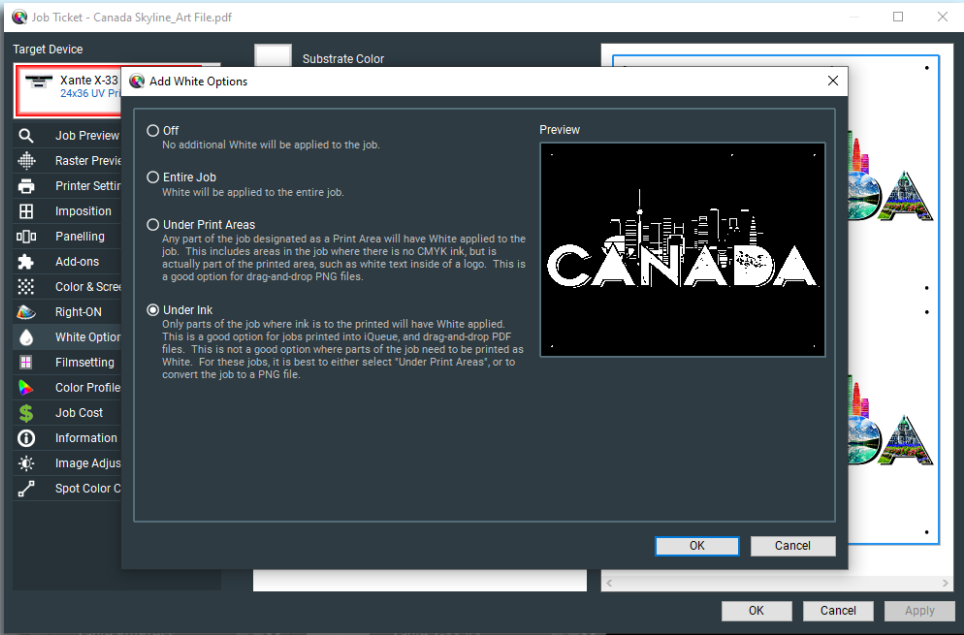 Job Ticket - Canada Skyline_Art File.pdf
Target Device
Substrate Color
Xante X-33
24x36 UV Pri
Job Preview
Raster Previe
Printer Settin
Imposition
Panelling
Add-ons
Color & Scree
Right-ON
White Option
Filmsetting
Color Profile
Job Cost
Information
Image Adjus
Spot Color C
Add White Options
Off
No additional White will be applied to the job.
Entire Job
White will be applied to the entire job.
Under Print Areas
Any part of the job designated as a Print Area will have White applied to the
job. This includes areas in the job where there is no CMYK ink, but is
actually part of the printed area, such as white text inside of a logo. This is
a good option for drag-and-drop PNG files.
Under Ink
Only parts of the job where ink is to the printed will have White applied.
This is a good option for jobs printed into iQueue, and drag-and-drop PDF
files. This is not a good option where parts of the job need to be printed as
White. For these jobs, it is best to either select "Under Print Areas", or to
convert the job to a PNG file.
Preview
CANADA
OK
Cancel
DA
DA
OK
Cancel
Apply